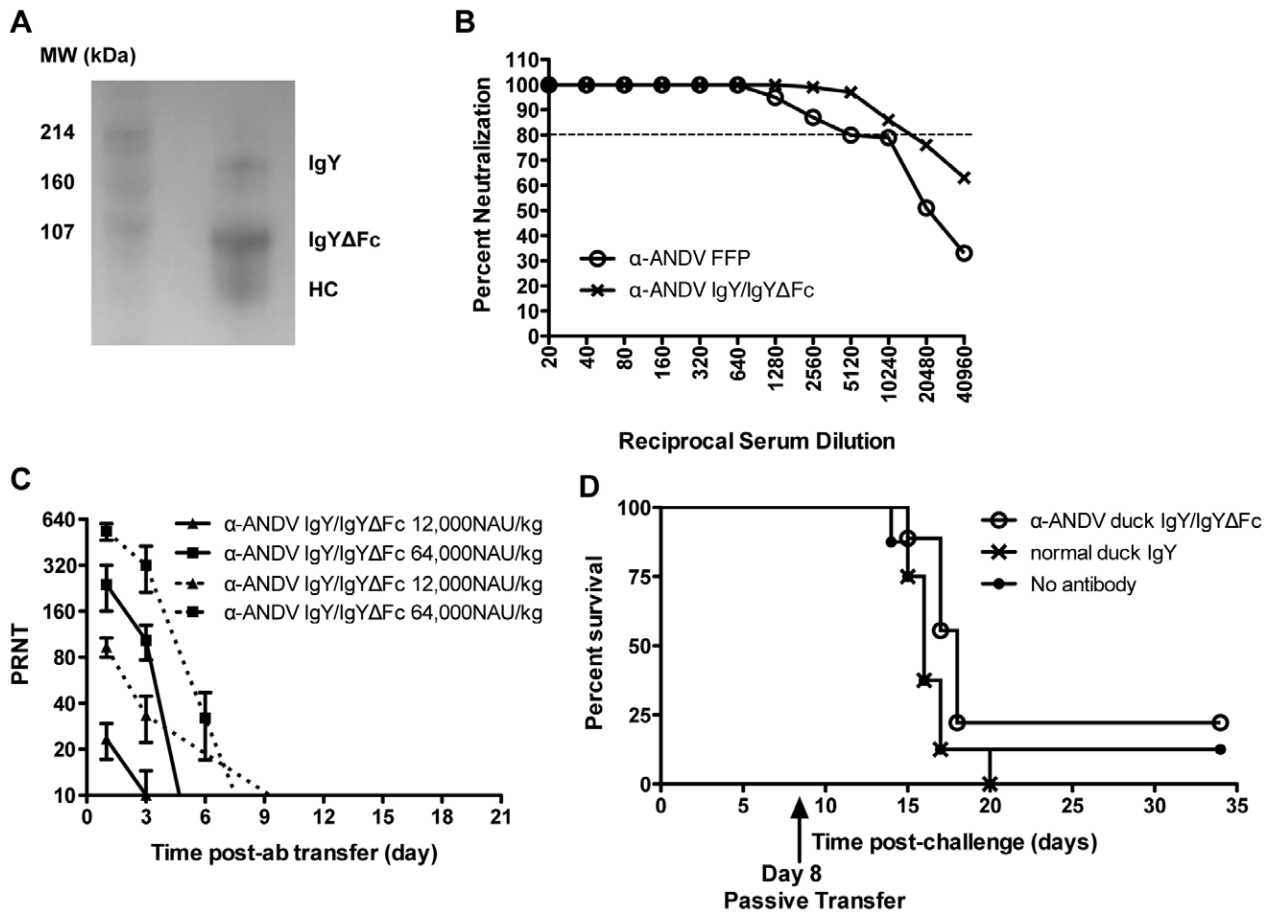 A
MW (kDa)
214
160
107
IgY
IgYΔFc
HC
B
Percent Neutralization
110
100
90
80
70
60
50
40
30
20
10
0
20
40
80
160
320
640
1280
2560
5120
10240
20480
40960
α-ANDV FFP
α-ANDV IgY/IgYΔFc
Reciprocal Serum Dilution
C
PRNT
640
320
160
80
40
20
10
0
3
6
9
12
15
18
21
α-ANDV IgY/IgYΔFc 12,000NAU/kg
α-ANDV IgY/IgYΔFc 64,000NAU/kg
α-ANDV IgY/IgYΔFc 12,000NAU/kg
α-ANDV IgY/IgYΔFc 64,000NAU/kg
Time post-ab transfer (day)
D
Percent survival
100
75
50
25
0
0
5
10
15
20
25
30
35
α-ANDV duck IgY/IgYΔFc
normal duck IgY
No antibody
Time post-challenge (days)
Day 8
Passive Transfer